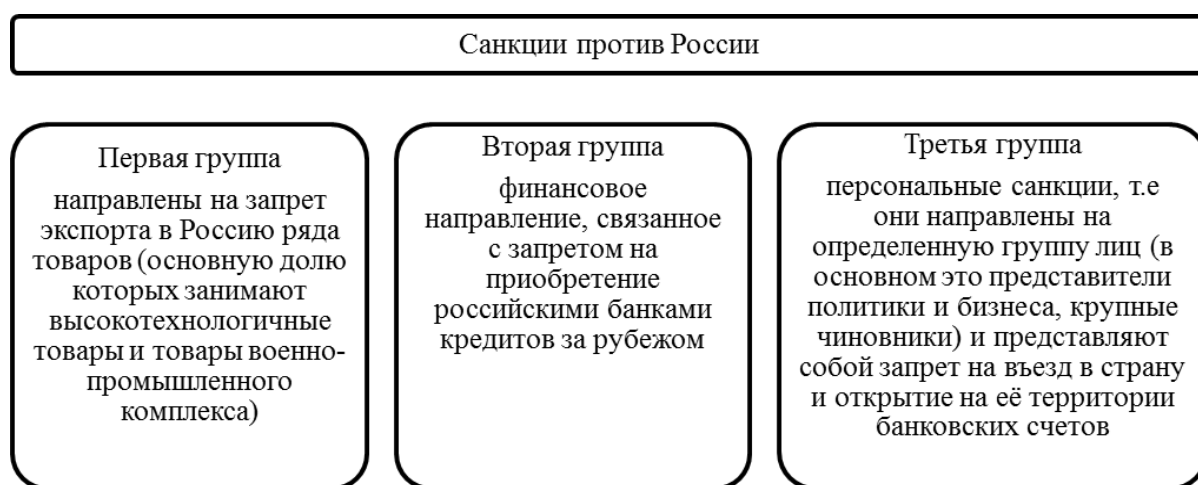 Санкции против России
Первая группа
направлены на запрет
экспорта в Россию ряда
товаров (основную долю
которых занимают
высокотехнологичные
товары и товары военно-
промышленного
комплекса)
Вторая группа
финансовое
направление, связанное
с запретом на
приобретение
российскими банками
кредитов за рубежом
Третья группа
персональные санкции, т.е
они направлены на
определенную группу лиц (в
основном это представители
политики и бизнеса, крупные
чиновники) и представляют
собой запрет на въезд в страну
и открытие на её территории
банковских счетов